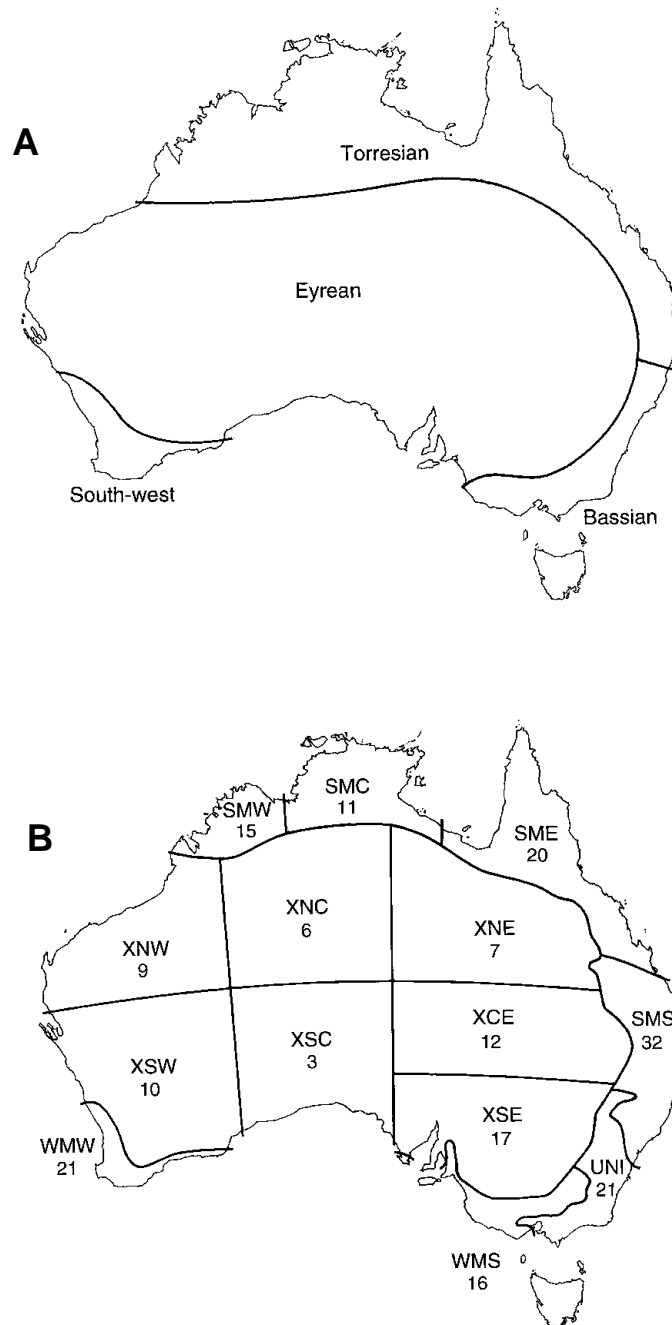 A
Torresian
Eyrean
South-west
Bassian
B
SMC
11
SMW
15
SME
20
XNC
6
XNE
7
XNW
9
SMS
32
XCE
12
XSC
3
XSW
10
XSE
17
WMW
21
UNI
21
WMS
16